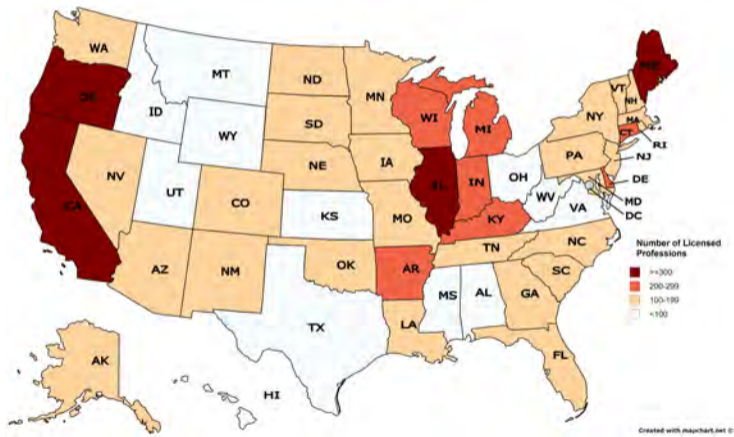 WA
MT
ND
MN
OR
ID
SD
WI
MI
VT
NH
ME
NY
MA
CT
RI
WY
NE
IA
PA
NJ
NV
UT
CO
IL
IN
OH
DE
WV
MD
CA
KS
MO
KY
VA
DC
AZ
NM
OK
AR
TN
NC
SC
MS
AL
GA
TX
LA
FL
AK
HI
Number of Licensed
Professions
>=300
200-299
100-199
<100
Created with mapchart.net ©